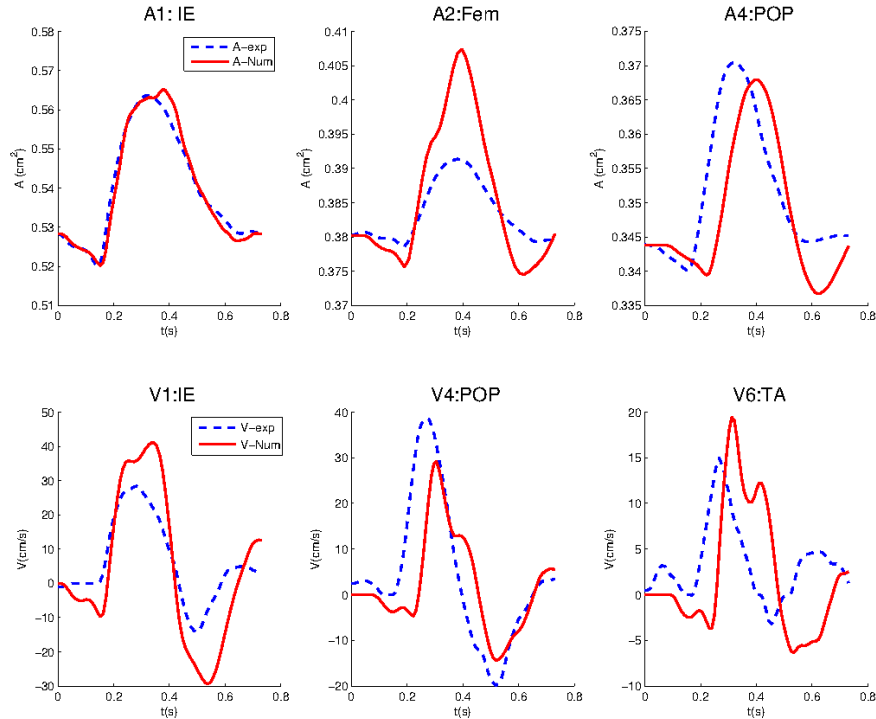 A1: IE
A2:Fem
A4:POP
0.58
0.57
0.56
0.55
0.54
0.53
0.52
0.51
A (cm²)
A-exp
A-Num
0 0.2 0.4 0.6 0.8
t(s)
0.41
0.405
0.4
0.395
0.39
0.385
0.38
0.375
0.37
A (cm²)
0 0.2 0.4 0.6 0.8
t(s)
0.375
0.37
0.365
0.36
0.355
0.35
0.345
0.34
0.335
A (cm²)
0 0.2 0.4 0.6 0.8
t(s)
V1:IE
V4:POP
V6:TA
50
40
30
20
10
0
-10
-20
-30
V(cm/s)
V-exp
V-Num
0 0.2 0.4 0.6 0.8
t(s)
40
30
20
10
0
-10
-20
V(cm/s)
0 0.2 0.4 0.6 0.8
t(s)
20
15
10
5
0
-5
-10
V(cm/s)
0 0.2 0.4 0.6 0.8
t(s)